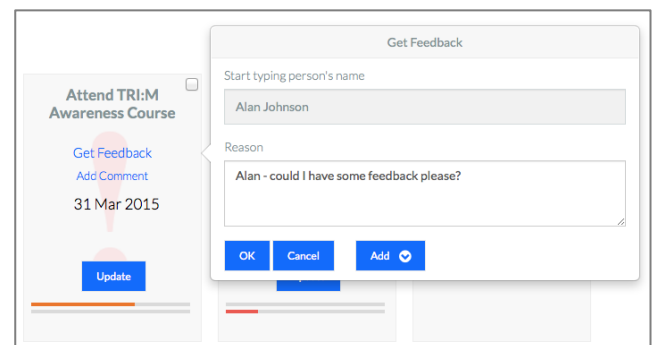 Get Feedback
Start typing person's name
Alan Johnson
Reason
Alan - could I have some feedback please?
OK Cancel Add
Attend TRI:M
Awareness Course
Get Feedback
Add Comment
31 Mar 2015
Update